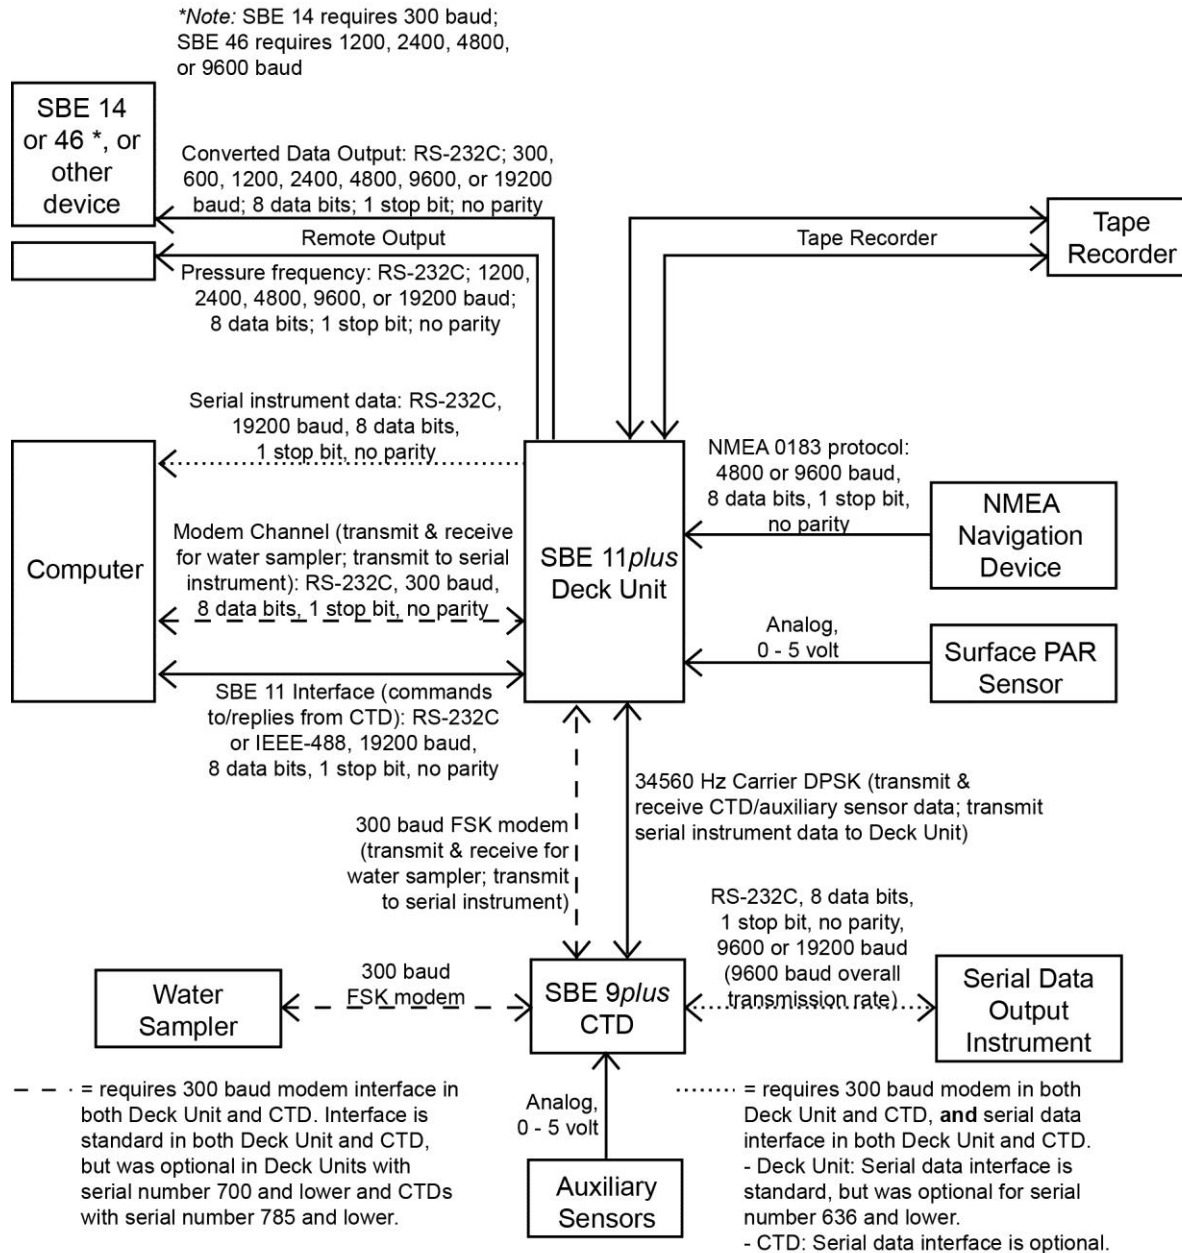 *Note: SBE 14 requires 300 baud;
SBE 46 requires 1200, 2400, 4800,
or 9600 baud
SBE 14
or 46 *, or
other
device
Converted Data Output: RS-232C; 300,
600, 1200, 2400, 4800, 9600, or 19200
baud; 8 data bits; 1 stop bit; no parity
Remote Output
Pressure frequency: RS-232C; 1200,
2400, 4800, 9600, or 19200 baud;
8 data bits; 1 stop bit; no parity
Tape Recorder
Tape
Recorder
Serial instrument data: RS-232C,
19200 baud, 8 data bits,
1 stop bit, no parity
Computer
Modem Channel (transmit & receive
for water sampler; transmit to serial
instrument): RS-232C, 300 baud,
8 data bits, 1 stop bit, no parity
SBE 11 Interface (commands
to/replies from CTD): RS-232C
or IEEE-488, 19200 baud,
8 data bits, 1 stop bit, no parity
SBE 11plus
Deck Unit
NMEA 0183 protocol:
4800 or 9600 baud,
8 data bits, 1 stop bit,
no parity
NMEA
Navigation
Device
Analog,
0 - 5 volt
Surface PAR
Sensor
300 baud FSK modem
(transmit & receive for
water sampler; transmit
to serial instrument)
34560 Hz Carrier DPSK (transmit &
receive CTD/auxiliary sensor data; transmit
serial instrument data to Deck Unit)
Water
Sampler
300 baud
FSK modem
SBE 9plus
CTD
RS-232C, 8 data bits,
1 stop bit, no parity,
9600 or 19200 baud
(9600 baud overall
transmission rate)
Serial Data
Output
Instrument
= requires 300 baud modem interface in
both Deck Unit and CTD. Interface is
standard in both Deck Unit and CTD,
but was optional in Deck Units with
serial number 700 and lower and CTDs
with serial number 785 and lower.
Analog,
0 - 5 volt
Auxiliary
Sensors
= requires 300 baud modem in both
Deck Unit and CTD, and serial data
interface in both Deck Unit and CTD.
- Deck Unit: Serial data interface is
standard, but was optional for serial
number 636 and lower.
- CTD: Serial data interface is optional.